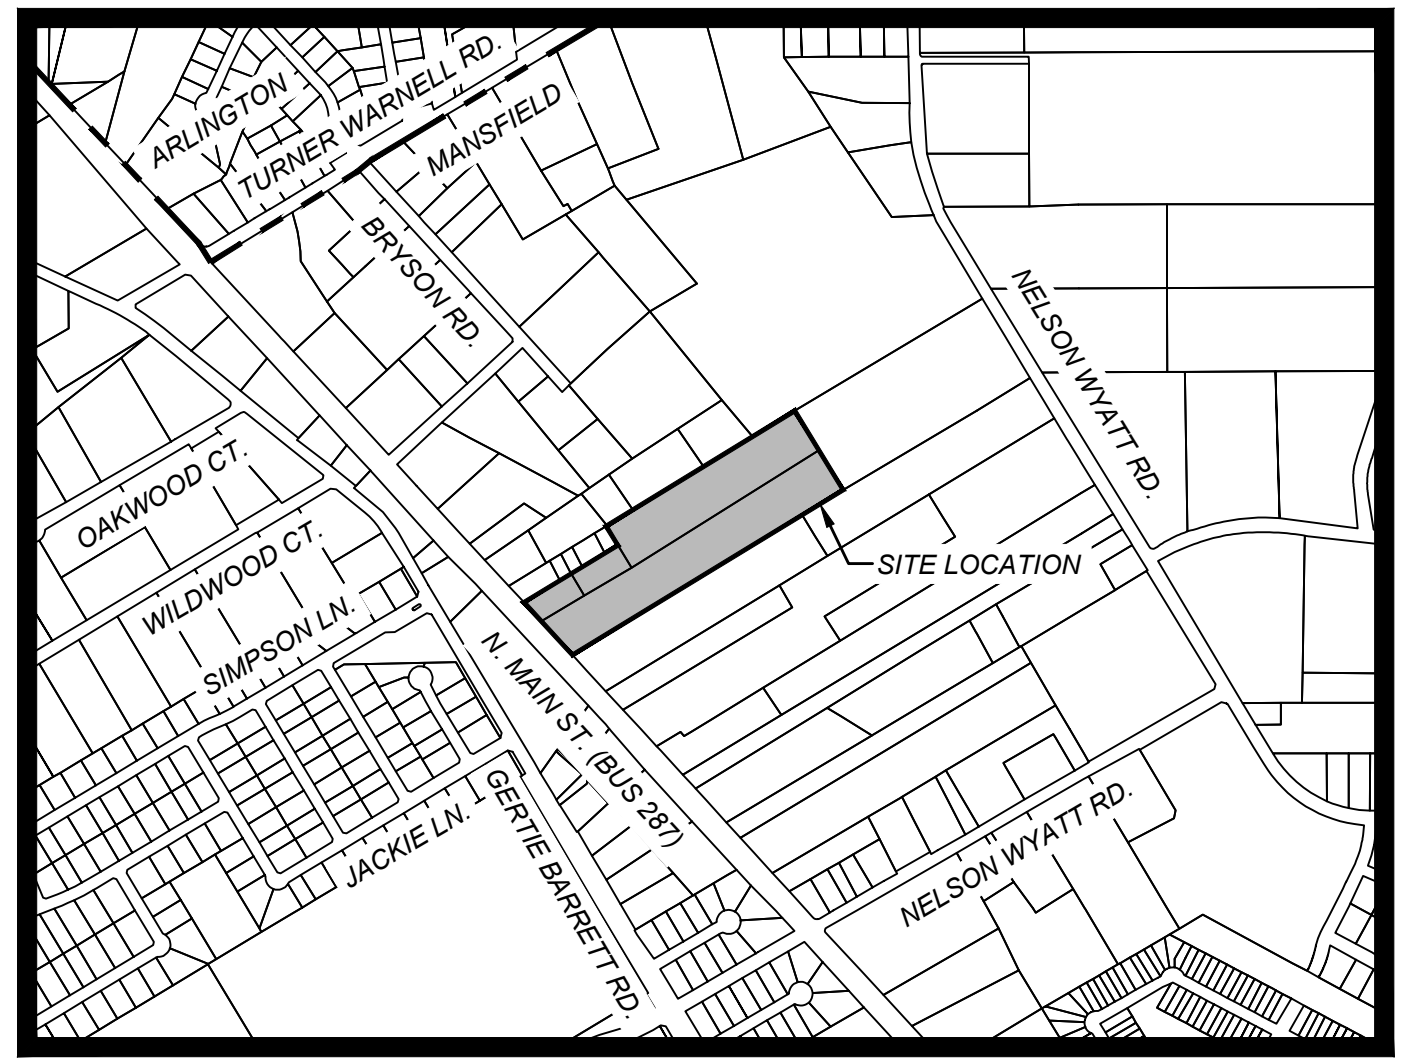 ARLINGTON
TURNER WARNELL RD.
MANSFIELD
BRYSON RD.
NELSON WYATT RD.
OAKWOOD CT.
WILDWOOD CT.
SITE LOCATION
SIMPSON LN.
N. MAIN ST. (BUS 287)
JACKIE LN.
GERTIE BARRETT RD.
NELSON WYATT RD.